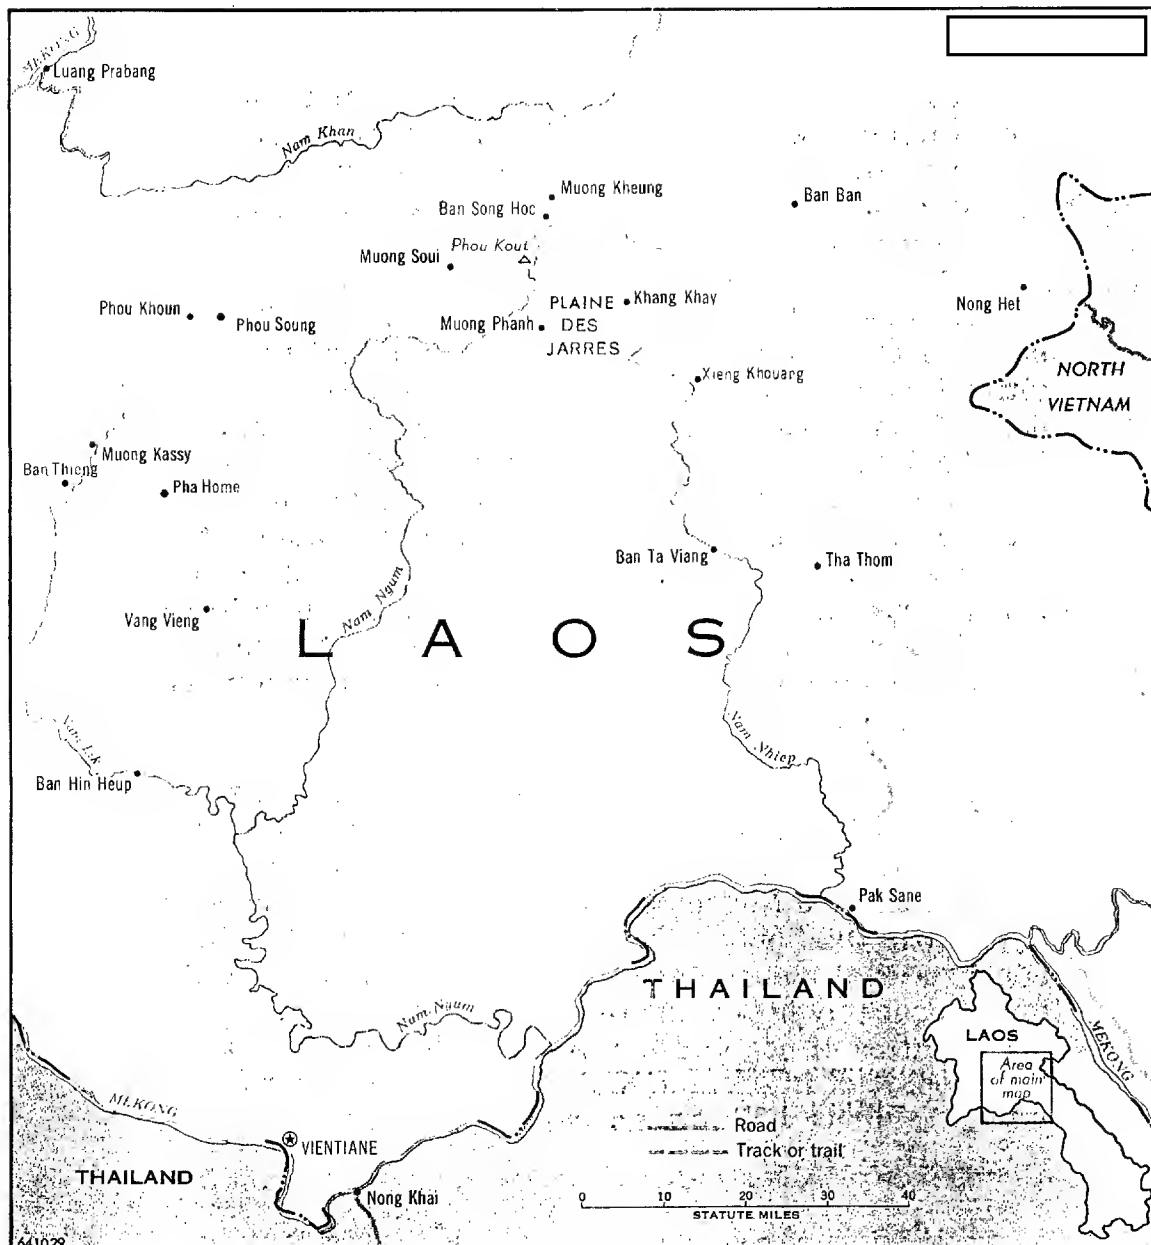 MEKONG
Luang Prabang
Nam Khan
Muong Kheung
Ban Ban
Ban Song Hoc
Phou Kout
Muong Soui
Nong Het
Phou Khoun
Phou Soung
Khang Khay
Muong Phanh
PLAINE
DES
JARRES
Xieng Khouang
NORTH
VIETNAM
Muong Kassy
Ban Thieng
Pha Home
Ban Ta Viang
Tha Thom
Nam Ngum
Vang Vieng
LAOS
Nam Lik
Nam Nhiep
Ban Hin Heup
Pak Sane
THAILAND
Nam Ngum
LAOS
Area
of main
map
MEKONG
MEKONG
Road
Track or trail
VIENTIANE
THAILAND
Nong Khai
0 10 20 30 40
STATUTE MILES
641029